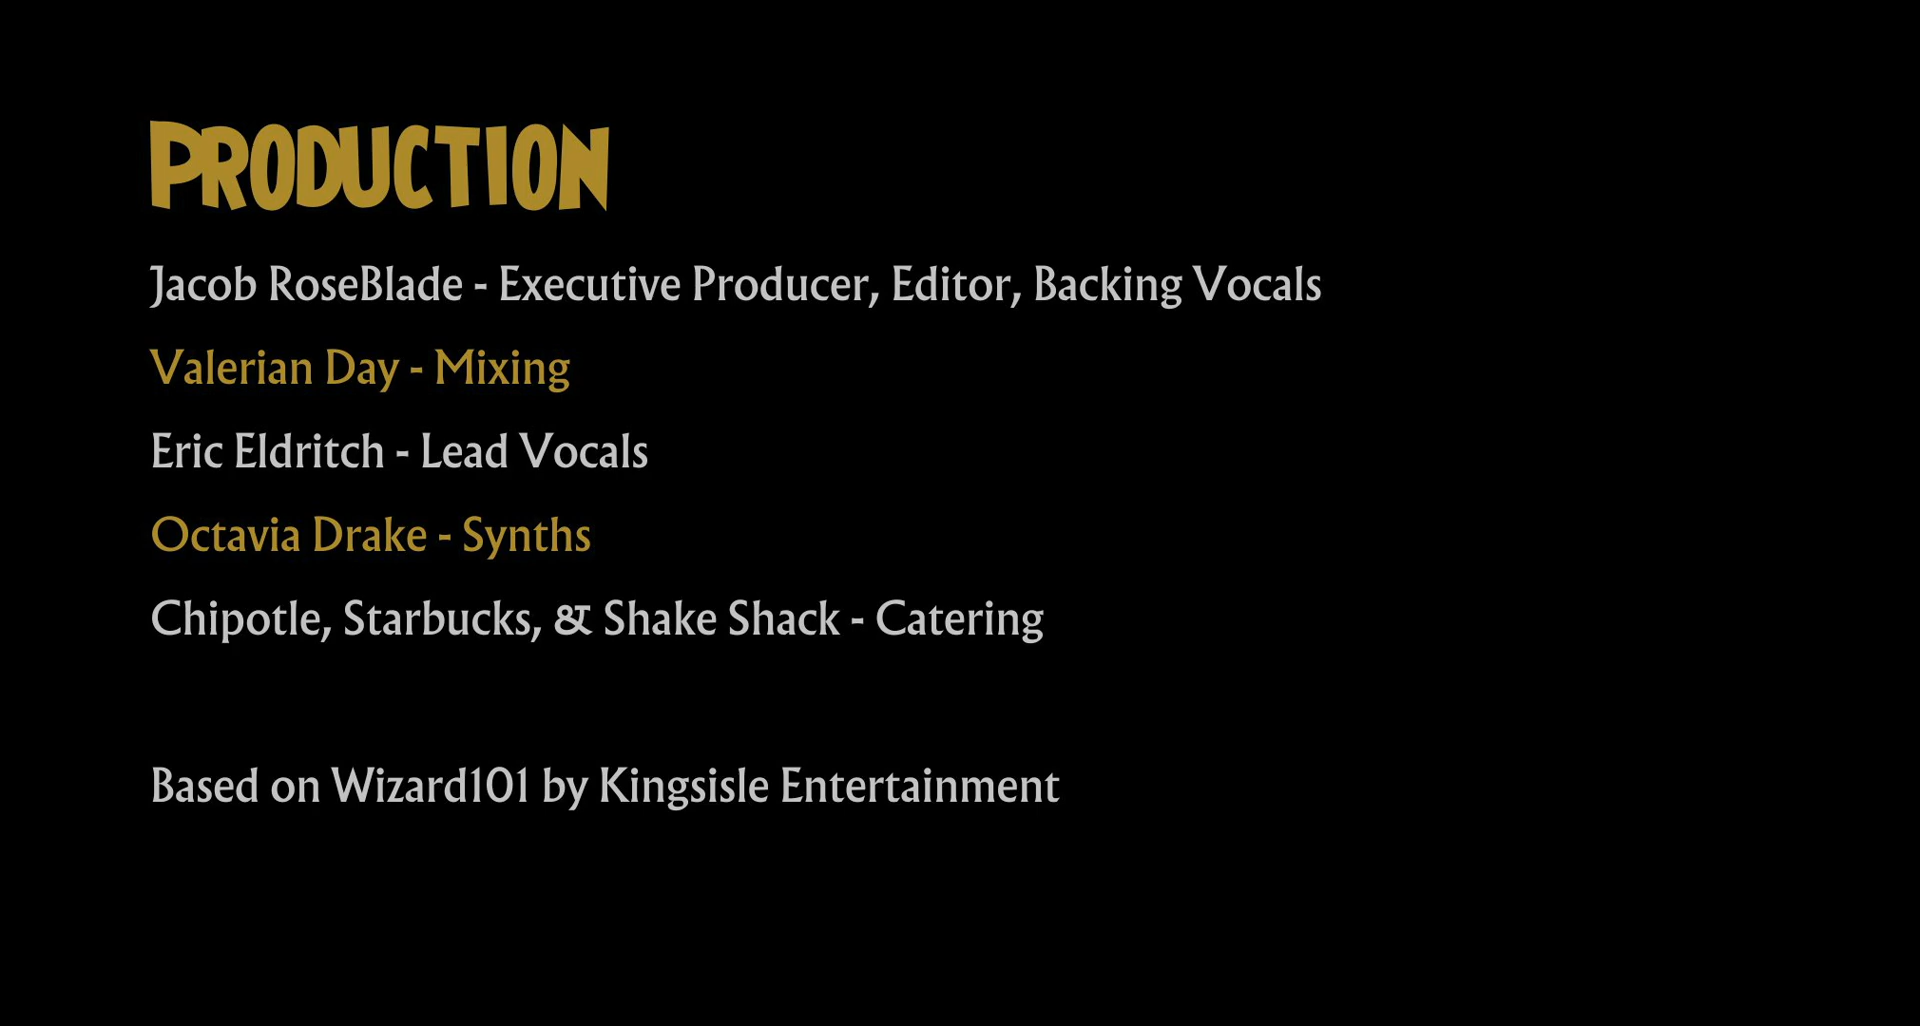 PRODUCTION
Jacob RoseBlade - Executive Producer, Editor, Backing Vocals
Valerian Day - Mixing
Eric Eldritch - Lead Vocals
Octavia Drake - Synths
Chipotle, Starbucks, & Shake Shack - Catering
Based on Wizard101 by Kingsisle Entertainment